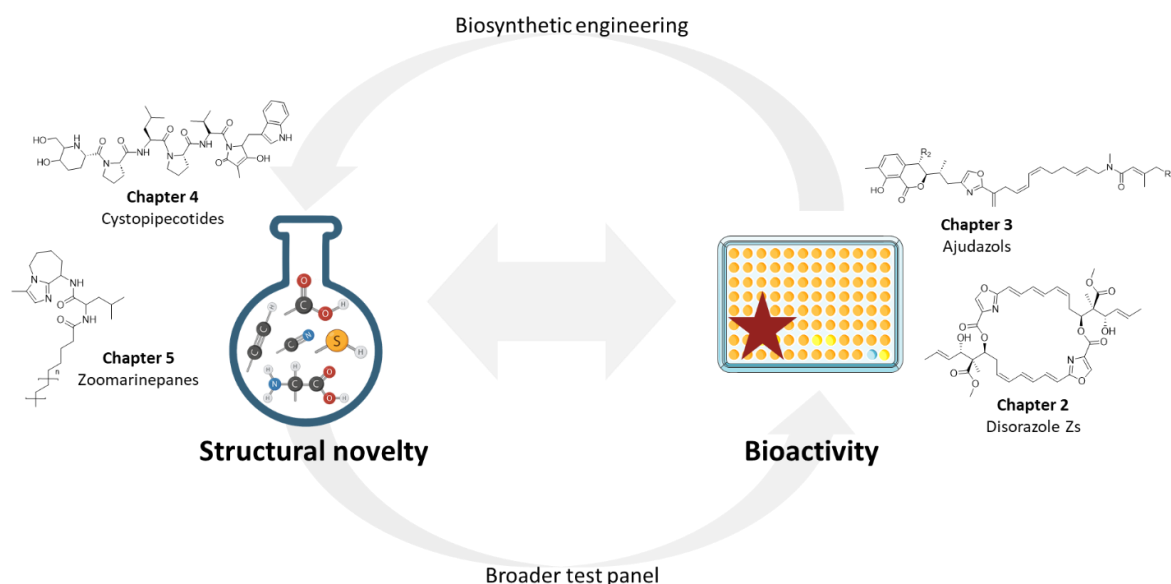 Biosynthetic engineering
Chapter 4
Cystopipecotides
Chapter 5
Zoomarinepanes
Structural novelty
Bioactivity
Chapter 3
Ajudazols
Chapter 2
Disorazole Zs
Broader test panel